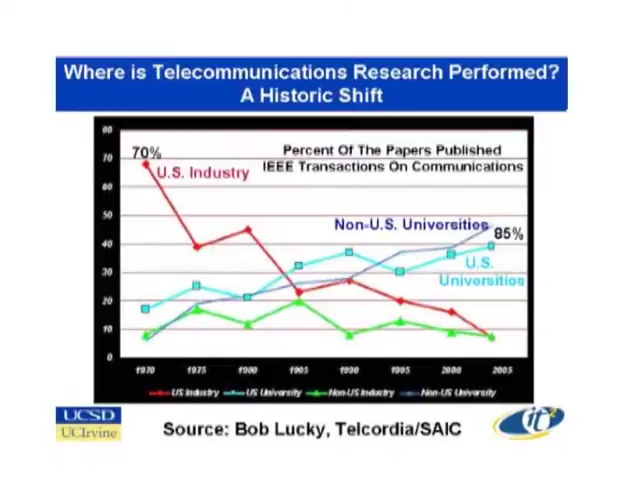 Where is Telecommunications Research Performed?
A Historic Shift
80
70
60
50
40
30
20
10
0
70%
U.S. Industry
Percent Of The Papers Published
IEEE Transactions On Communications
Non-U.S. Universities
85%
U.S.
Universities
1970 1975 1980 1985 1990 1995 2000 2005
US Industry US University Non-US Industry Non-US University
UCSD
UCIrvine
Source: Bob Lucky, Telcordia/SAIC